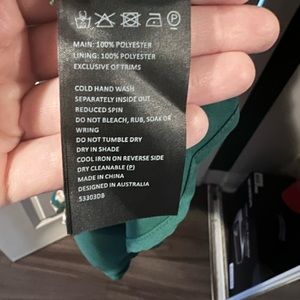 MAIN: 100% POLYESTER
LINING: 100% POLYESTER
EXCLUSIVE OF TRIMS
COLD HAND WASH
SEPARATELY INSIDE OUT
REDUCED SPIN
DO NOT BLEACH, RUB, SOAK OR
WRING
DO NOT TUMBLE DRY
DRY IN SHADE
COOL IRON ON REVERSE SIDE
DRY CLEANABLE (P)
MADE IN CHINA
DESIGNED IN AUSTRALIA
53303DB